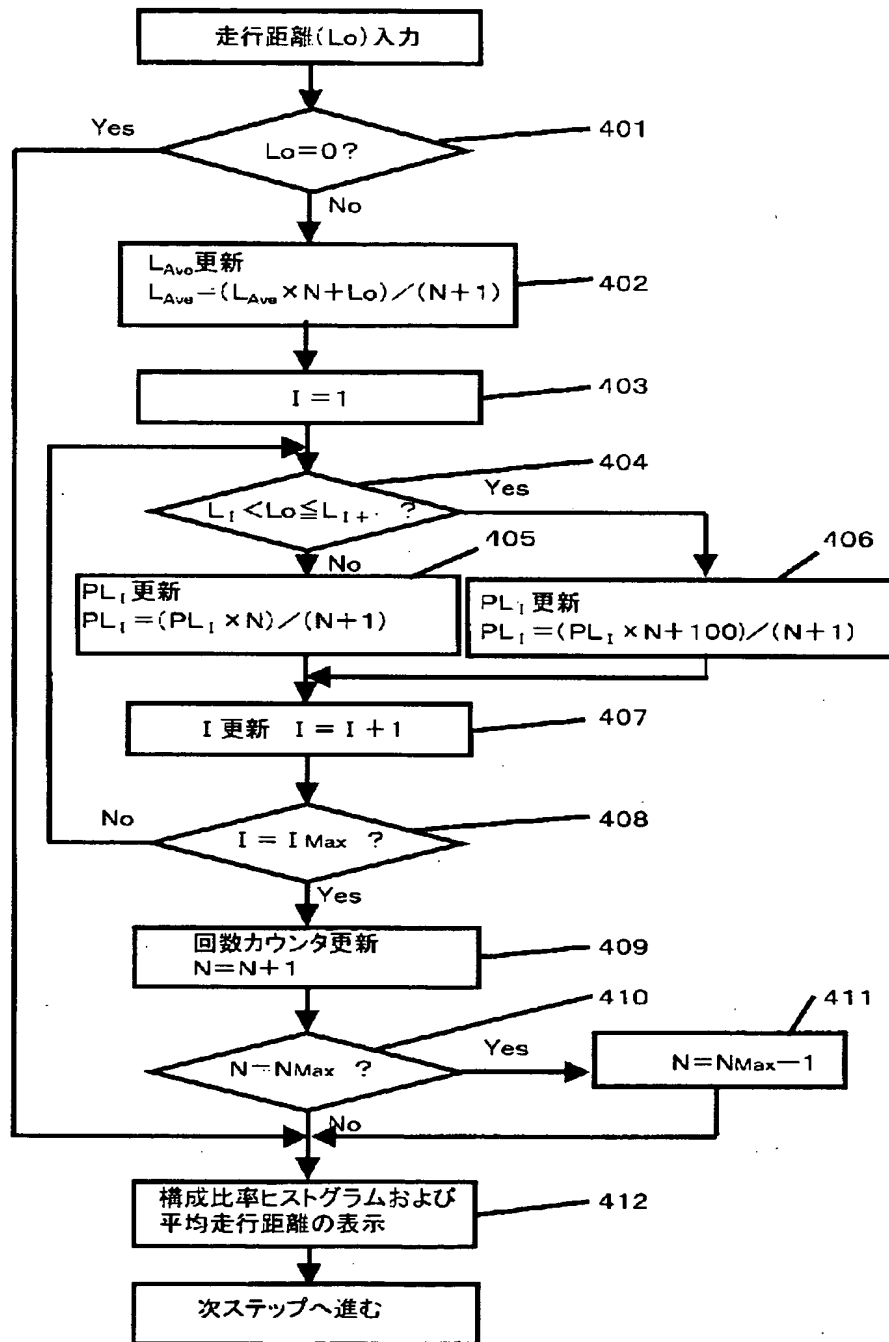 走行距離(Lo)入力
Yes
401
Lo=0?
No
LAve更新
LAve=(LAve×N+Lo)/(N+1)
402
I=1
403
404
LI<Lo≦LI+ ?
Yes
405
406
No
PLI更新
PLI=(PLI×N)/(N+1)
PLI更新
PLI=(PLI×N+100)/(N+1)
I更新 I=I+1
407
No
I=IMax ?
408
Yes
回数カウンタ更新
N=N+1
409
410
411
N=NMax ?
Yes
N=NMax-1
No
構成比率ヒストグラムおよび
平均走行距離の表示
412
次ステップへ進む